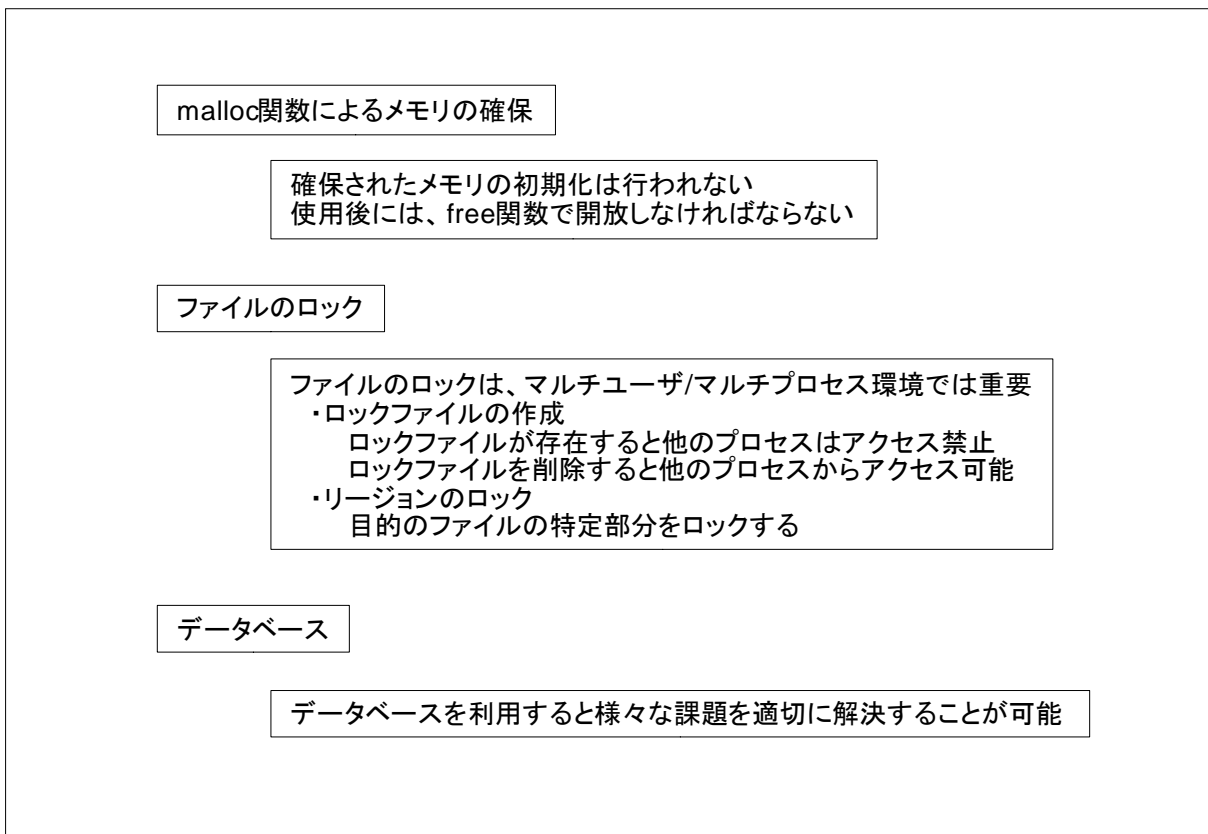 malloc関数によるメモリの確保
確保されたメモリの初期化は行われない
使用後には、free関数で開放しなければならない
ファイルのロック
ファイルのロックは、マルチユーザ/マルチプロセス環境では重要
・ロックファイルの作成
ロックファイルが存在すると他のプロセスはアクセス禁止
ロックファイルを削除すると他のプロセスからアクセス可能
・リージョンのロック
目的のファイルの特定部分をロックする
データベース
データベースを利用すると様々な課題を適切に解決することが可能